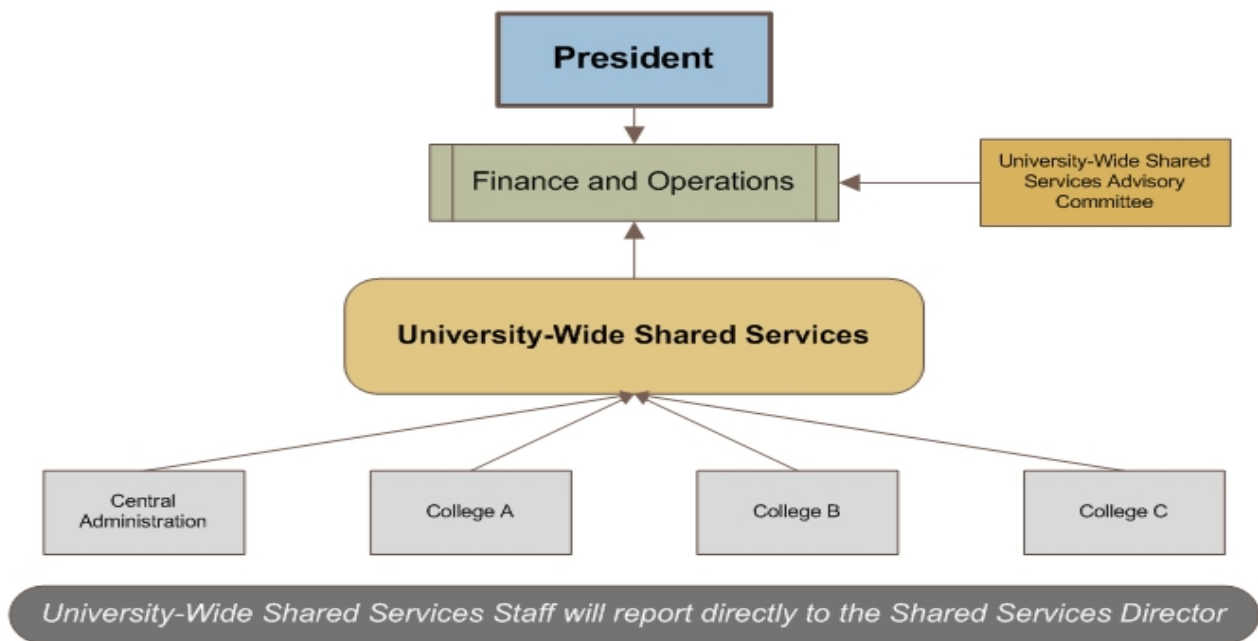 President
Finance and Operations
University-Wide Shared
Services Advisory
Committee
University-Wide Shared Services
Central
Administration
College A
College B
College C
University-Wide Shared Services Staff will report directly to the Shared Services Director